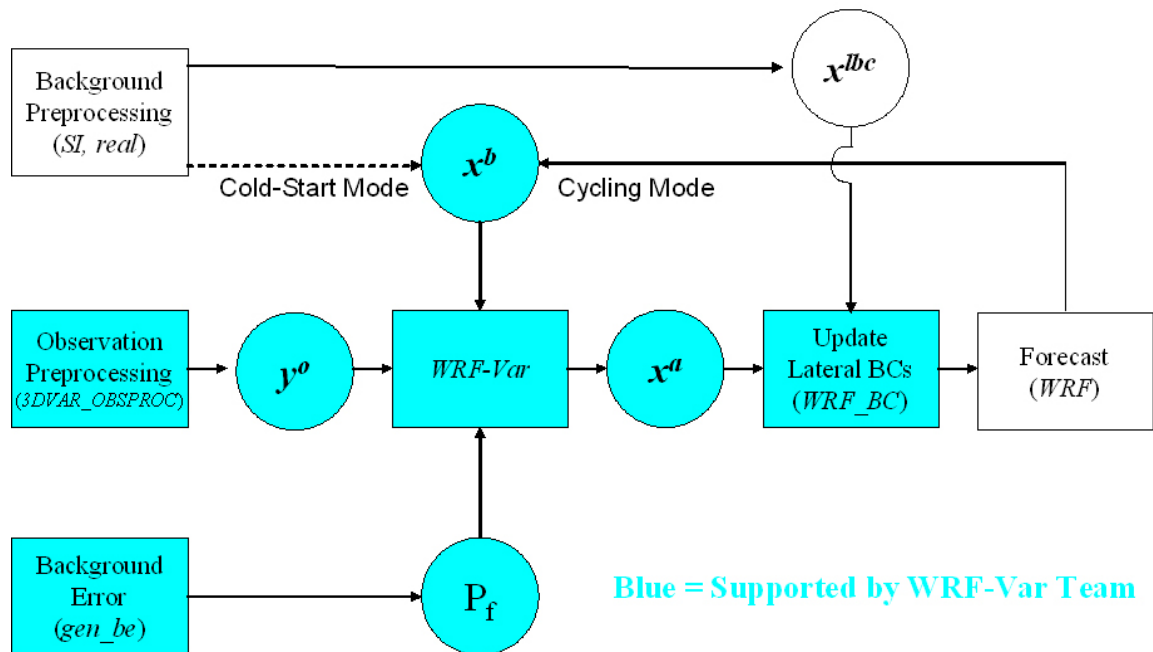 Background
Preprocessing
(SI, real)
x^lbc
x^b
Cold-Start Mode
Cycling Mode
Observation
Preprocessing
(3DVAR_OBSPROC)
y^o
WRF-Var
x^a
Update
Lateral BCs
(WRF_BC)
Forecast
(WRF)
Background
Error
(gen_be)
P_f
Blue = Supported by WRF-Var Team